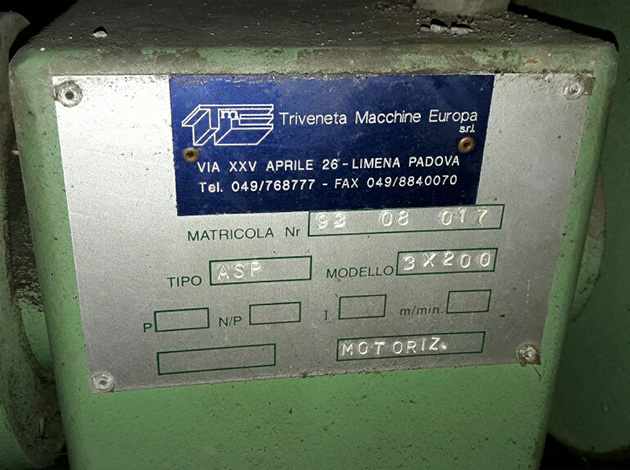 TME Triveneta Macchine Europa
s.r.l.
VIA XXV APRILE 26 - LIMENA PADOVA
Tel. 049/768777 - FAX 049/8840070
MATRICOLA Nr 93 08 017
TIPO ASP MODELLO 3X200
P N/P I m/min.
MOTORIZ.